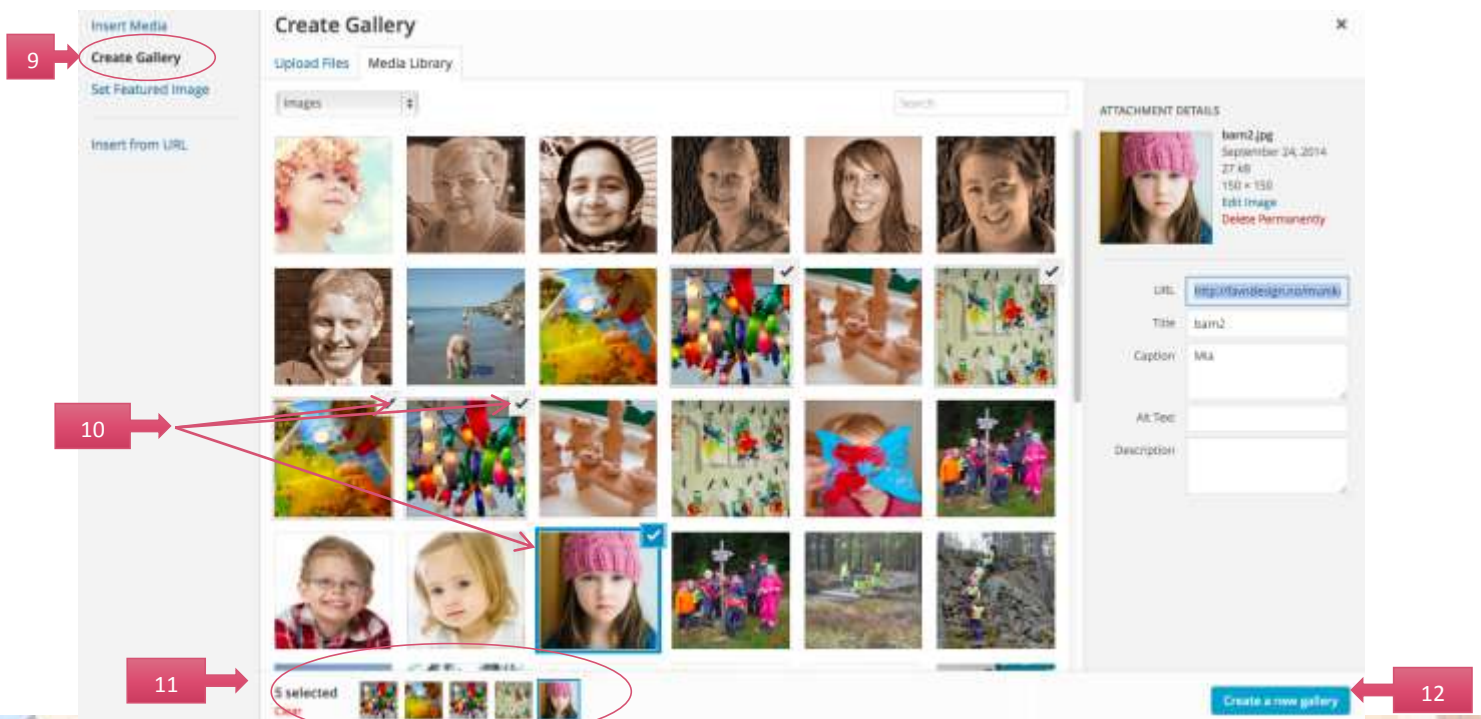 Insert Media
Create Gallery
Set Featured Image
Insert from URL
9
Create Gallery
Upload Files Media Library
Images
Search
ATTACHMENT DETAILS
barn2.jpg
September 24, 2014
27 kB
150 × 150
Edit Image
Delete Permanently
URL
Title barn2
Caption Mia
Alt Text
Description
10
11
5 selected
Clear
Create a new gallery
12